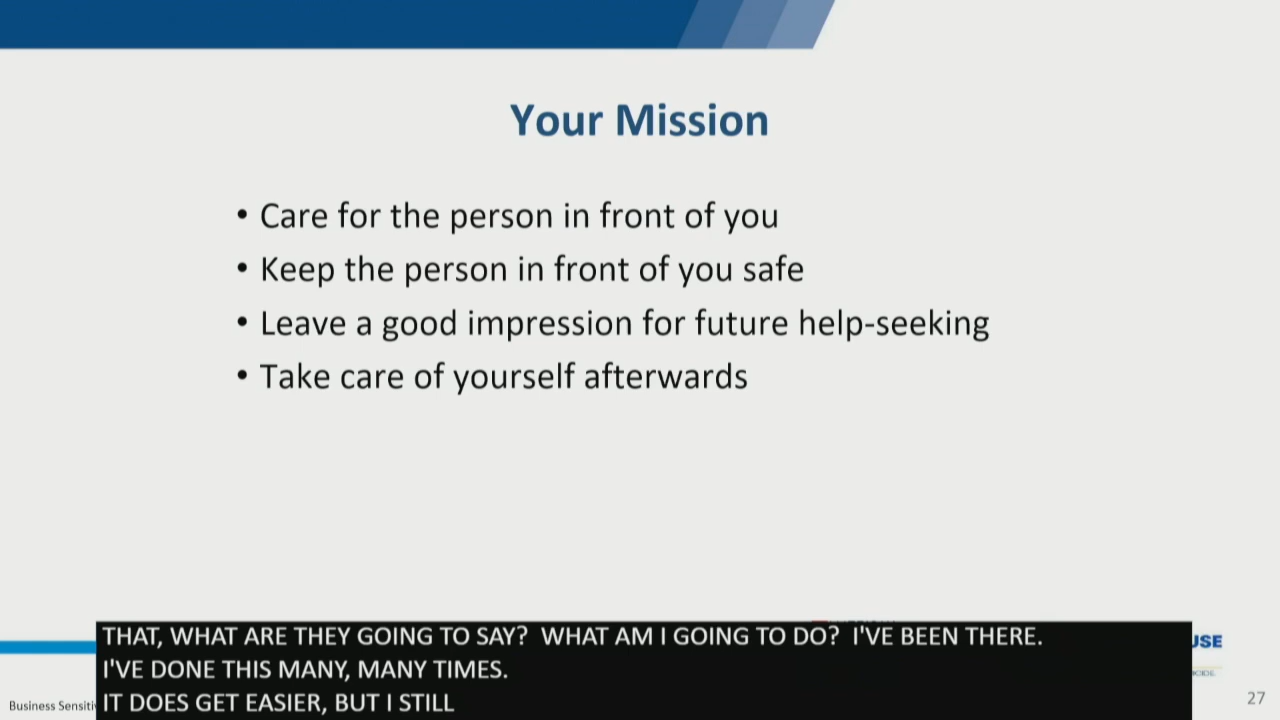 Your Mission
• Care for the person in front of you
• Keep the person in front of you safe
• Leave a good impression for future help-seeking
• Take care of yourself afterwards
THAT, WHAT ARE THEY GOING TO SAY?  WHAT AM I GOING TO DO?  I'VE BEEN THERE.
I'VE DONE THIS MANY, MANY TIMES.
IT DOES GET EASIER, BUT I STILL
Business
27